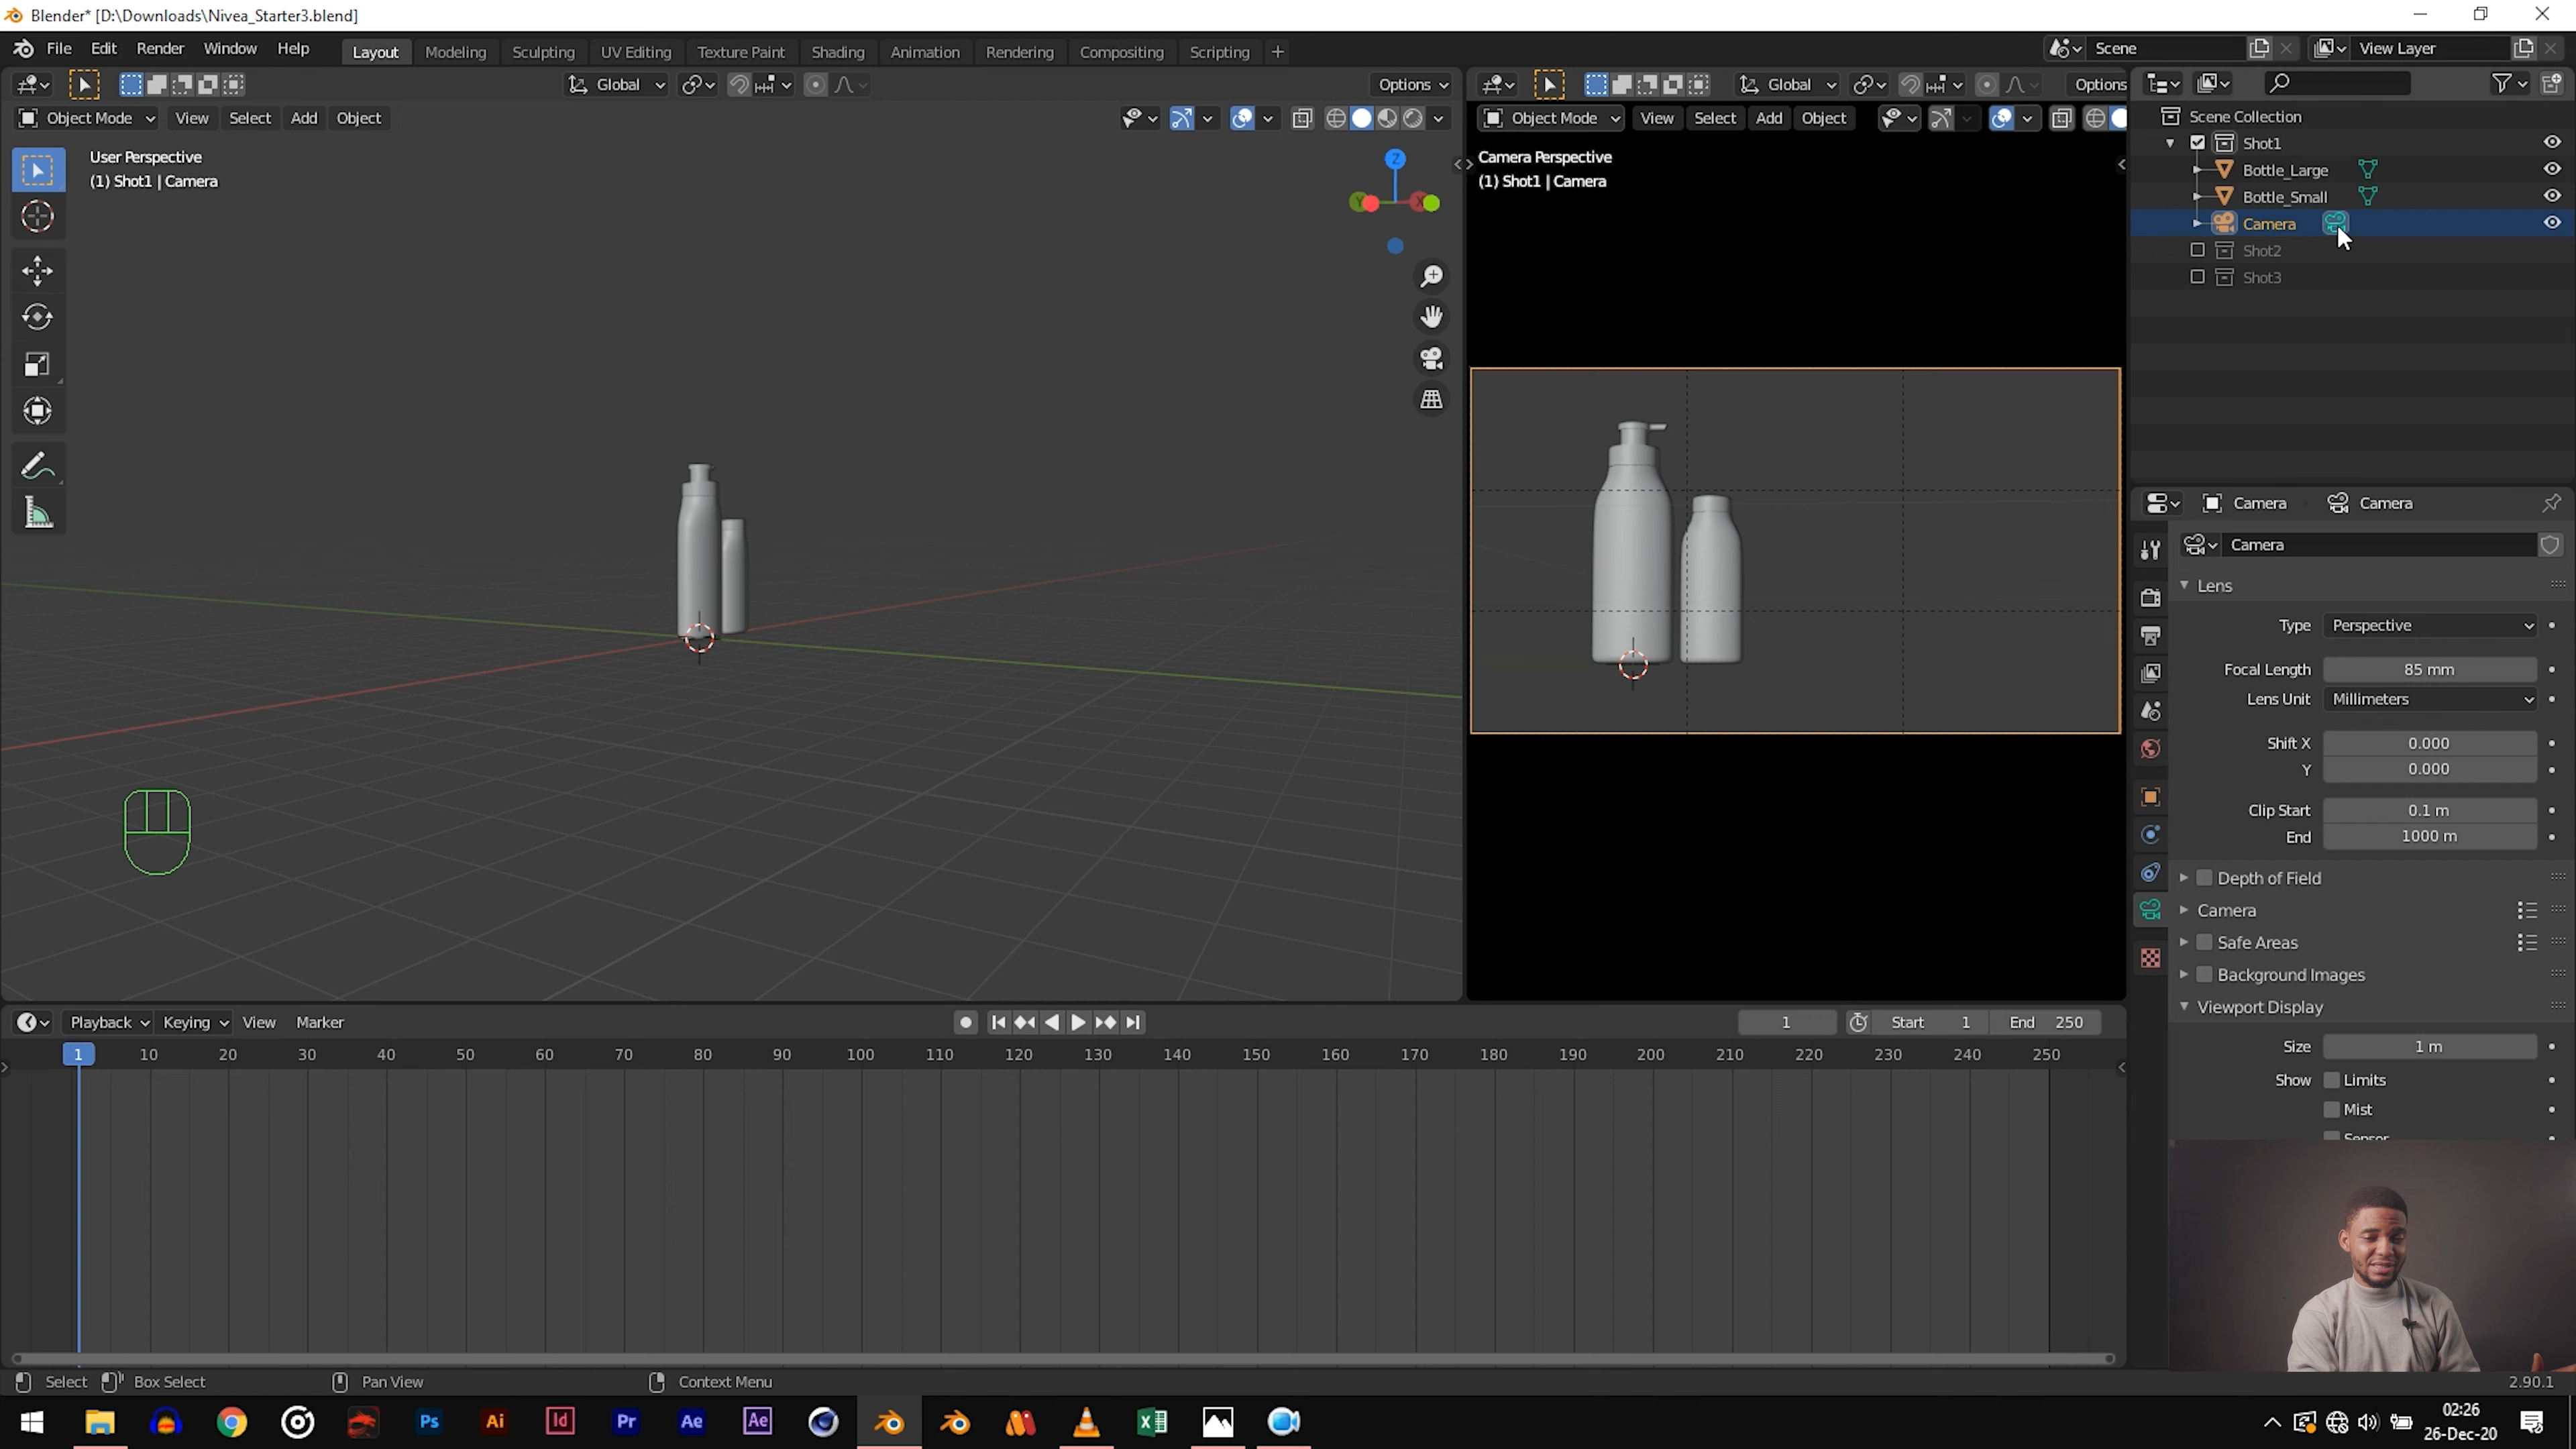 Blender* [D:\Downloads\Nivea_Starter3.blend]
File Edit Render Window Help
Layout Modeling Sculpting UV Editing Texture Paint Shading Animation Rendering Compositing Scripting +
Scene View Layer
Global Options
Global Options
Object Mode View Select Add Object
Object Mode View Select Add Object
User Perspective
(1) Shot1 | Camera
Z
Y
X
Camera Perspective
(1) Shot1 | Camera
Scene Collection
Shot1
Bottle_Large
Bottle_Small
Camera
Shot2
Shot3
Camera Camera
Camera
Lens
Type Perspective
Focal Length 85 mm
Lens Unit Millimeters
Shift X 0.000
Y 0.000
Clip Start 0.1 m
End 1000 m
Depth of Field
Camera
Safe Areas
Background Images
Viewport Display
Size 1 m
Show Limits
Mist
Sensor
Playback Keying View Marker
1 Start 1 End 250
1 10 20 30 40 50 60 70 80 90 100 110 120 130 140 150 160 170 180 190 200 210 220 230 240 250
Select Box Select Pan View Context Menu 2.90.1
Ps Ai Id Pr Ae Ae
02:26
26-Dec-20